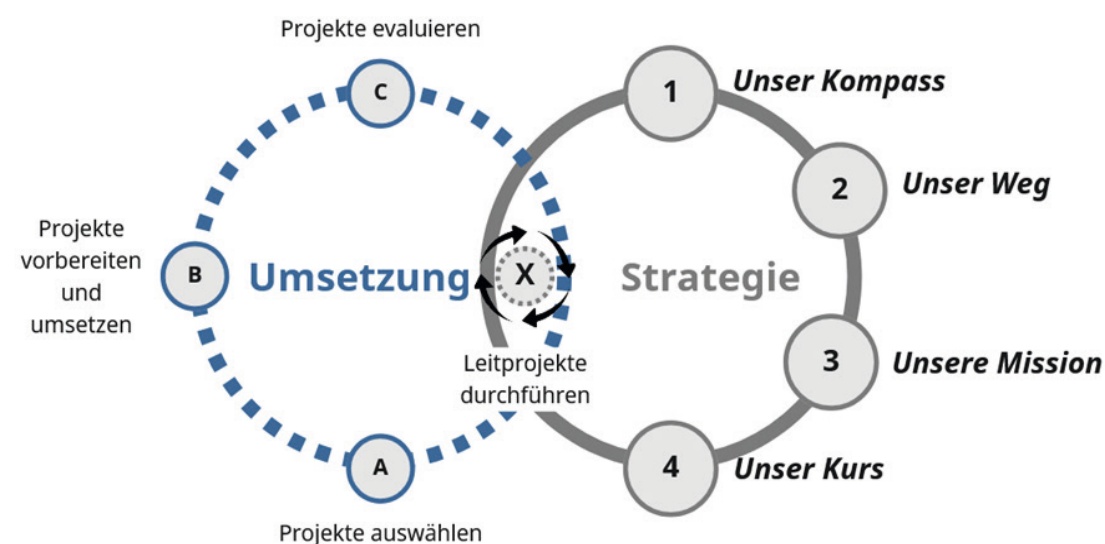 Projekte evaluieren
C
1
Unser Kompass
2
Unser Weg
Projekte
vorbereiten
und
umsetzen
B
Umsetzung
X
Strategie
Leitprojekte
durchführen
3
Unsere Mission
A
4
Unser Kurs
Projekte auswählen